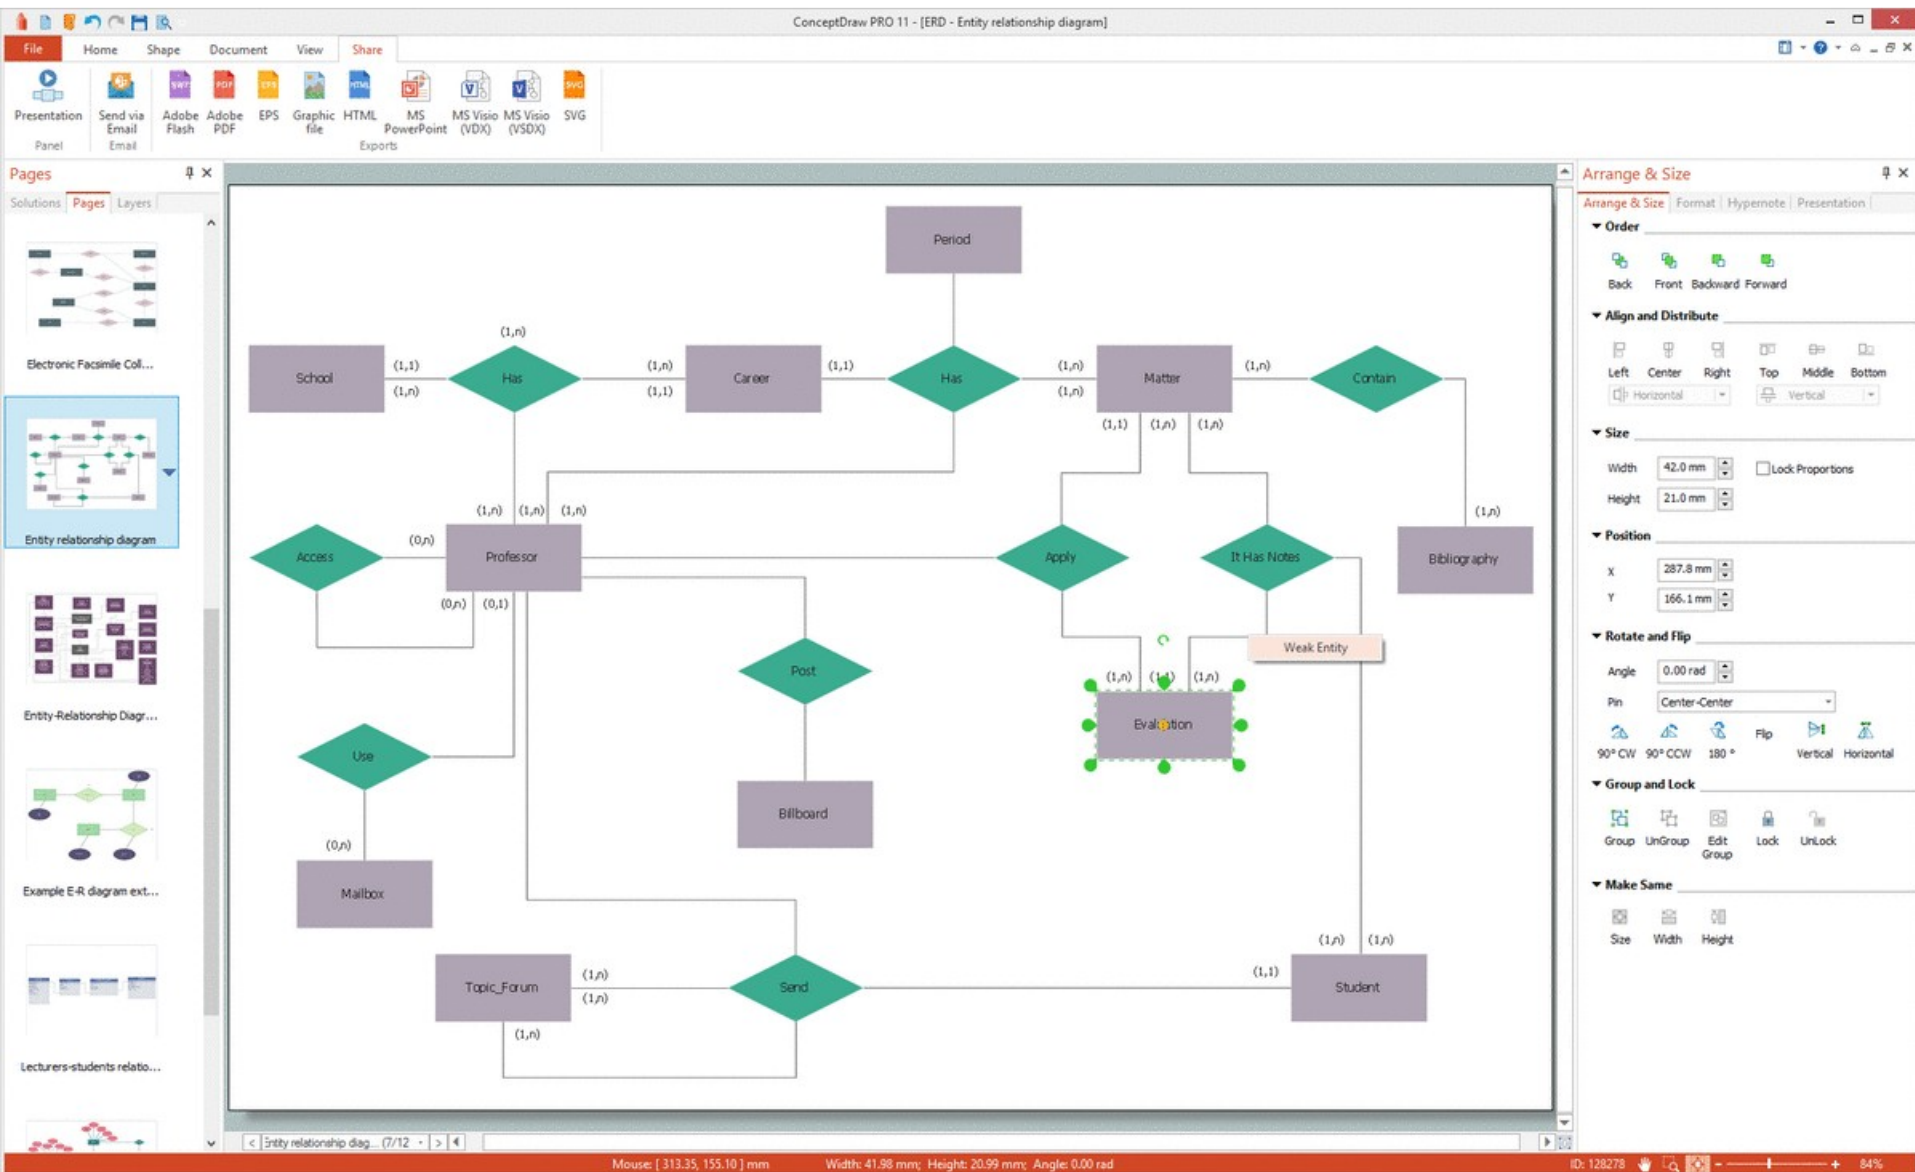 ConceptDraw PRO 11 - [ERD - Entity relationship diagram]
File Home Shape Document View Share
Presentation
Send via Email
Adobe Flash
Adobe PDF
EPS
Graphic file
HTML
MS PowerPoint
MS Visio (VDX)
MS Visio (VSDX)
SVG
Panel Email Exports
Pages
Solutions Pages Layers
Electronic Facsimile Coll...
Entity relationship diagram
Entity-Relationship Diagr...
Example E-R diagram ext...
Lecturers-students relatio...
Period
(1,n)
School (1,1) Has (1,n) Career (1,1) Has (1,n) Matter (1,n) Contain
(1,n) (1,1) (1,n)
(1,1) (1,n) (1,n)
(1,n) (1,n) (1,n) (1,n)
Access (0,n) Professor Apply It Has Notes Bibliography
(0,n) (0,1)
Weak Entity
Post (1,n) (1,1) (1,n)
Evaluation
Use
Billboard
(0,n)
Mailbox
(1,n) (1,n)
Topic_Forum (1,n) Send (1,1) Student
(1,n)
(1,n)
Entity relationship diag... (7/12
Arrange & Size
Arrange & Size Format Hypernote Presentation
Order
Back Front Backward Forward
Align and Distribute
Left Center Right Top Middle Bottom
Horizontal Vertical
Size
Width 42.0 mm Lock Proportions
Height 21.0 mm
Position
X 287.8 mm
Y 166.1 mm
Rotate and Flip
Angle 0.00 rad
Pin Center-Center
90° CW 90° CCW 180 ° Flip Vertical Horizontal
Group and Lock
Group UnGroup Edit Group Lock UnLock
Make Same
Size Width Height
Mouse: [ 313.35, 155.10 ] mm Width: 41.98 mm; Height: 20.99 mm; Angle: 0.00 rad ID: 128278 84%